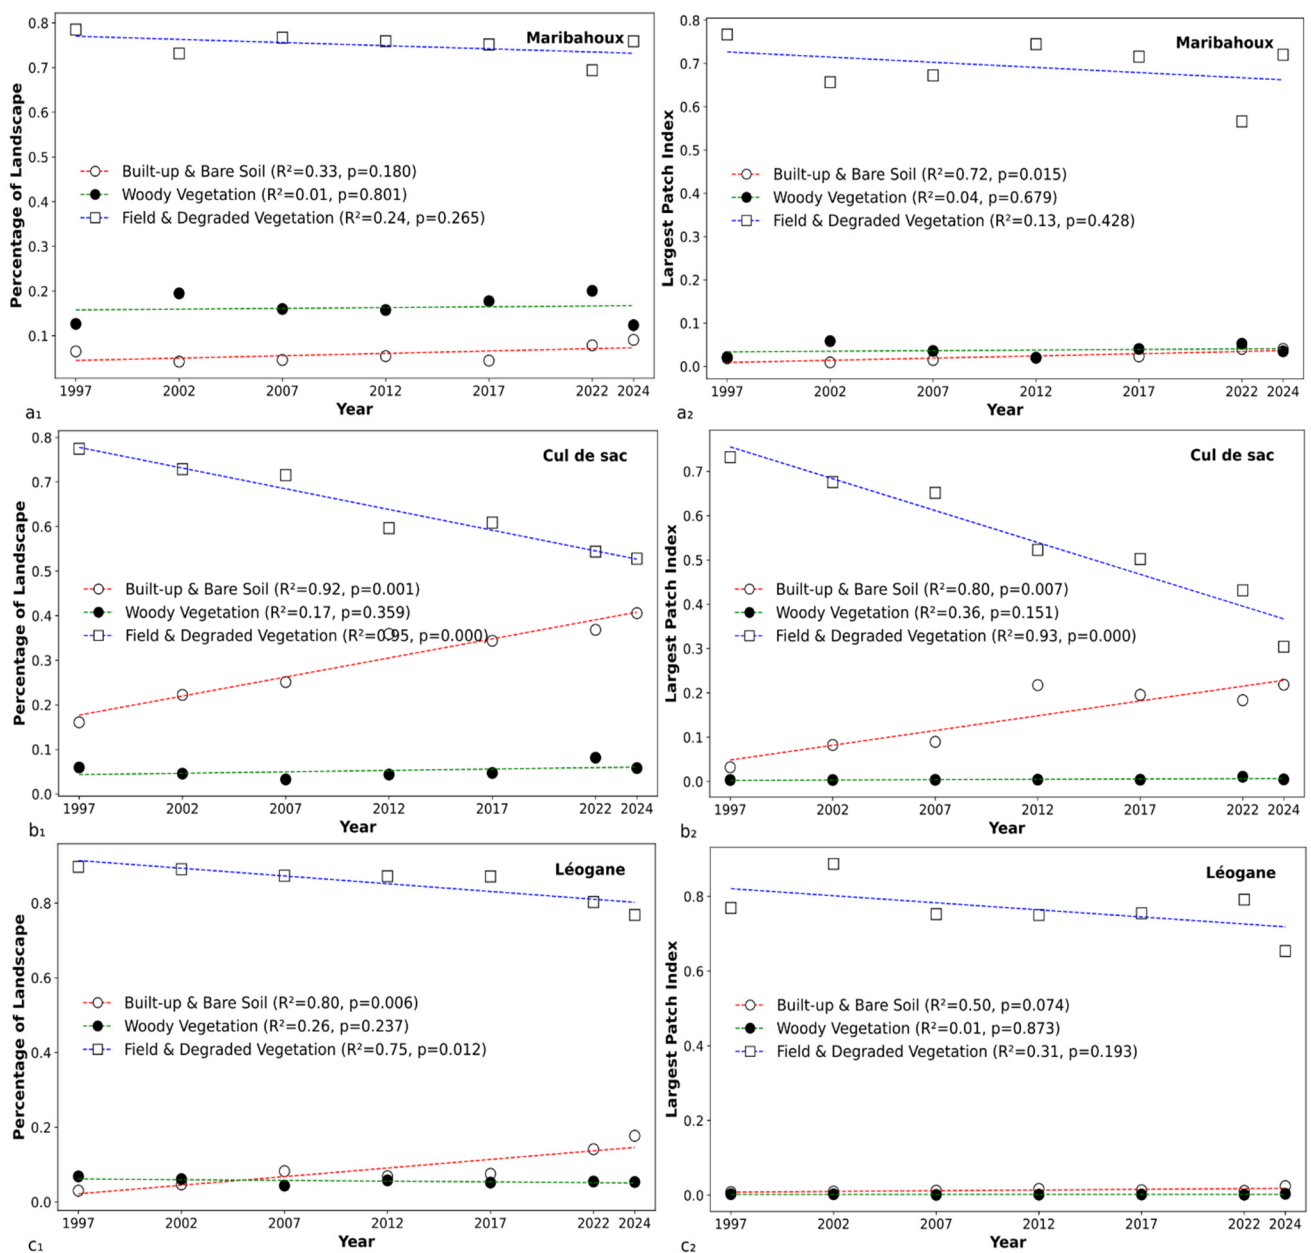 Maribahoux
Percentage of Landscape
0.8
0.7
0.6
0.5
0.4
0.3
0.2
0.1
Built-up & Bare Soil (R²=0.33, p=0.180)
Woody Vegetation (R²=0.01, p=0.801)
Field & Degraded Vegetation (R²=0.24, p=0.265)
1997 2002 2007 2012 2017 2022 2024
Year
a₁
Maribahoux
Largest Patch Index
0.8
0.7
0.6
0.5
0.4
0.3
0.2
0.1
0.0
Built-up & Bare Soil (R²=0.72, p=0.015)
Woody Vegetation (R²=0.04, p=0.679)
Field & Degraded Vegetation (R²=0.13, p=0.428)
1997 2002 2007 2012 2017 2022 2024
Year
a₂
Cul de sac
Percentage of Landscape
0.8
0.7
0.6
0.5
0.4
0.3
0.2
0.1
0.0
Built-up & Bare Soil (R²=0.92, p=0.001)
Woody Vegetation (R²=0.17, p=0.359)
Field & Degraded Vegetation (R²=0.95, p=0.000)
1997 2002 2007 2012 2017 2022 2024
Year
b₁
Cul de sac
Largest Patch Index
0.7
0.6
0.5
0.4
0.3
0.2
0.1
0.0
Built-up & Bare Soil (R²=0.80, p=0.007)
Woody Vegetation (R²=0.36, p=0.151)
Field & Degraded Vegetation (R²=0.93, p=0.000)
1997 2002 2007 2012 2017 2022 2024
Year
b₂
Léogane
Percentage of Landscape
0.8
0.6
0.4
0.2
0.0
Built-up & Bare Soil (R²=0.80, p=0.006)
Woody Vegetation (R²=0.26, p=0.237)
Field & Degraded Vegetation (R²=0.75, p=0.012)
1997 2002 2007 2012 2017 2022 2024
Year
c₁
Léogane
Largest Patch Index
0.8
0.6
0.4
0.2
0.0
Built-up & Bare Soil (R²=0.50, p=0.074)
Woody Vegetation (R²=0.01, p=0.873)
Field & Degraded Vegetation (R²=0.31, p=0.193)
1997 2002 2007 2012 2017 2022 2024
Year
c₂